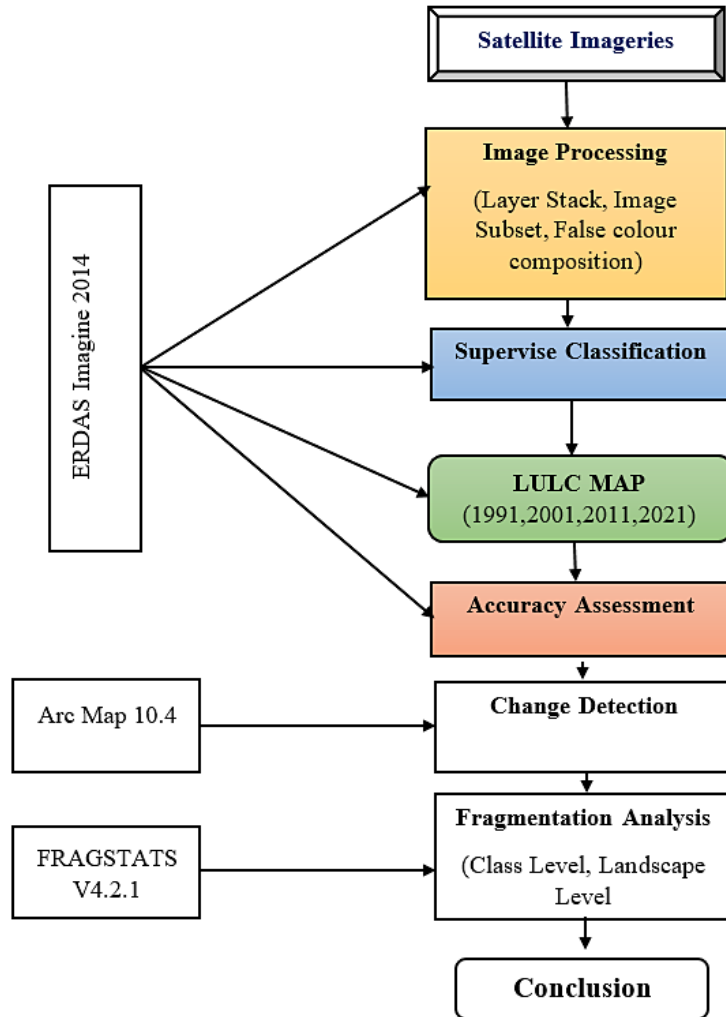 Satellite Imageries
Image Processing
(Layer Stack, Image
Subset, False colour
composition)
ERDAS Imagine 2014
Supervise Classification
LULC MAP
(1991,2001,2011,2021)
Accuracy Assessment
Arc Map 10.4
Change Detection
FRAGSTATS
V4.2.1
Fragmentation Analysis
(Class Level, Landscape
Level
Conclusion